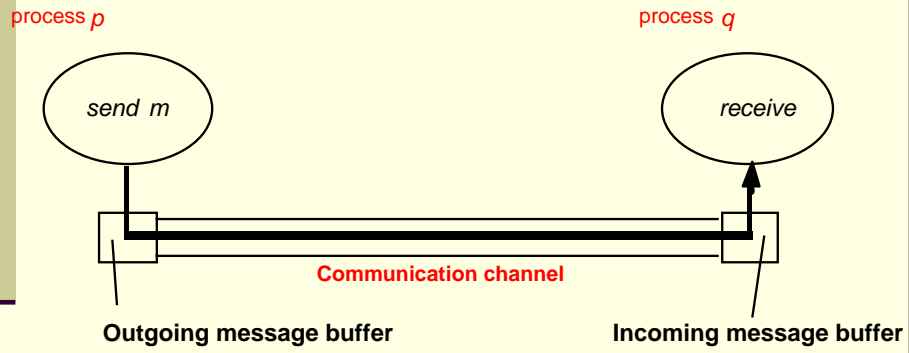 process p
process q
send m
receive
Communication channel
Outgoing message buffer
Incoming message buffer